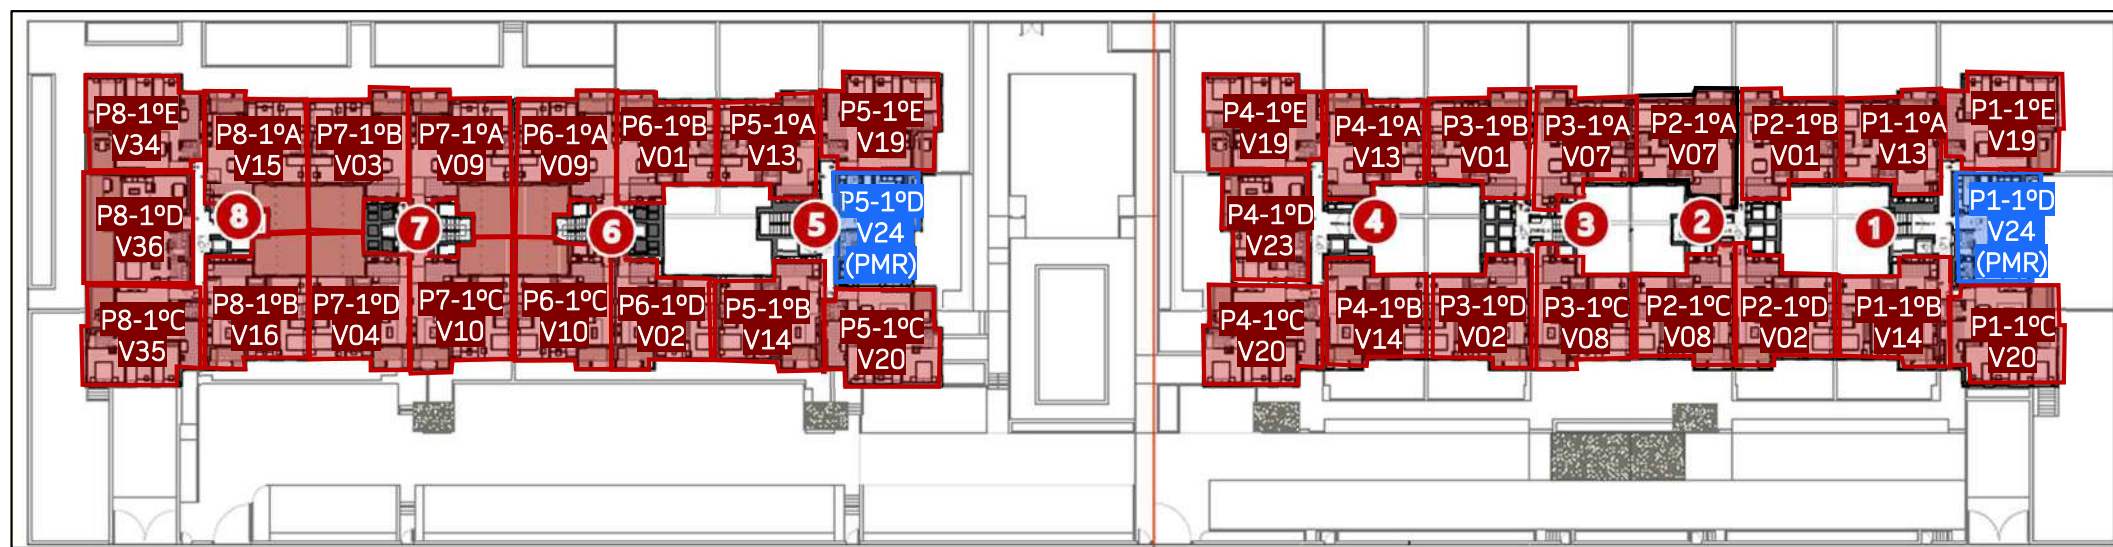 P8-1ºE
V34
P8-1ºA
V15
P7-1ºB
V03
P7-1ºA
V09
P6-1ºA
V09
P6-1ºB
V01
P5-1ºA
V13
P5-1ºE
V19
P4-1ºE
V19
P4-1ºA
V13
P3-1ºB
V01
P3-1ºA
V07
P2-1ºA
V07
P2-1ºB
V01
P1-1ºA
V13
P1-1ºE
V19
P8-1ºD
V36
8
7
6
5
P5-1ºD
V24
(PMR)
P4-1ºD
V23
4
3
2
1
P1-1ºD
V24
(PMR)
P8-1ºC
V35
P8-1ºB
V16
P7-1ºD
V04
P7-1ºC
V10
P6-1ºC
V10
P6-1ºD
V02
P5-1ºB
V14
P5-1ºC
V20
P4-1ºC
V20
P4-1ºB
V14
P3-1ºD
V02
P3-1ºC
V08
P2-1ºC
V08
P2-1ºD
V02
P1-1ºB
V14
P1-1ºC
V20